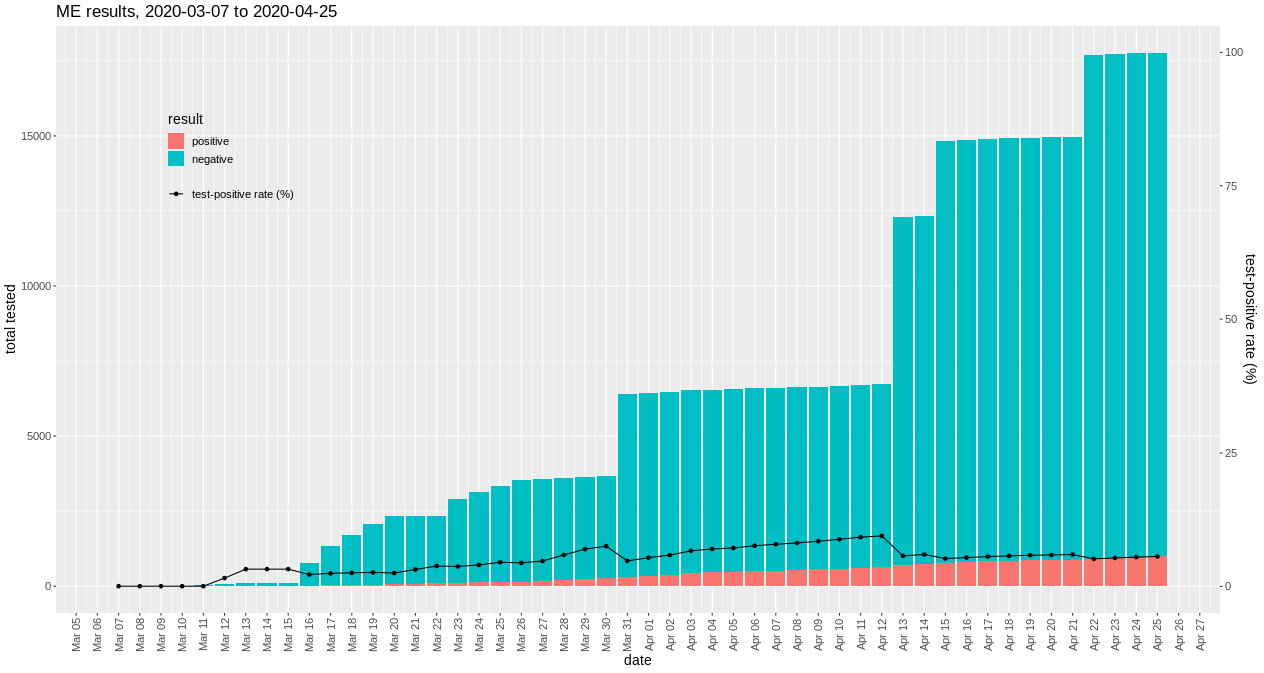 ME results, 2020-03-07 to 2020-04-25
result
positive
negative
test-positive rate (%)
total tested
15000
10000
5000
0
100
75
50
25
0
test-positive rate (%)
Mar 05
Mar 06
Mar 07
Mar 08
Mar 09
Mar 10
Mar 11
Mar 12
Mar 13
Mar 14
Mar 15
Mar 16
Mar 17
Mar 18
Mar 19
Mar 20
Mar 21
Mar 22
Mar 23
Mar 24
Mar 25
Mar 26
Mar 27
Mar 28
Mar 29
Mar 30
Mar 31
Apr 01
Apr 02
Apr 03
Apr 04
Apr 05
Apr 06
Apr 07
Apr 08
Apr 09
Apr 10
Apr 11
Apr 12
Apr 13
Apr 14
Apr 15
Apr 16
Apr 17
Apr 18
Apr 19
Apr 20
Apr 21
Apr 22
Apr 23
Apr 24
Apr 25
Apr 26
Apr 27
date